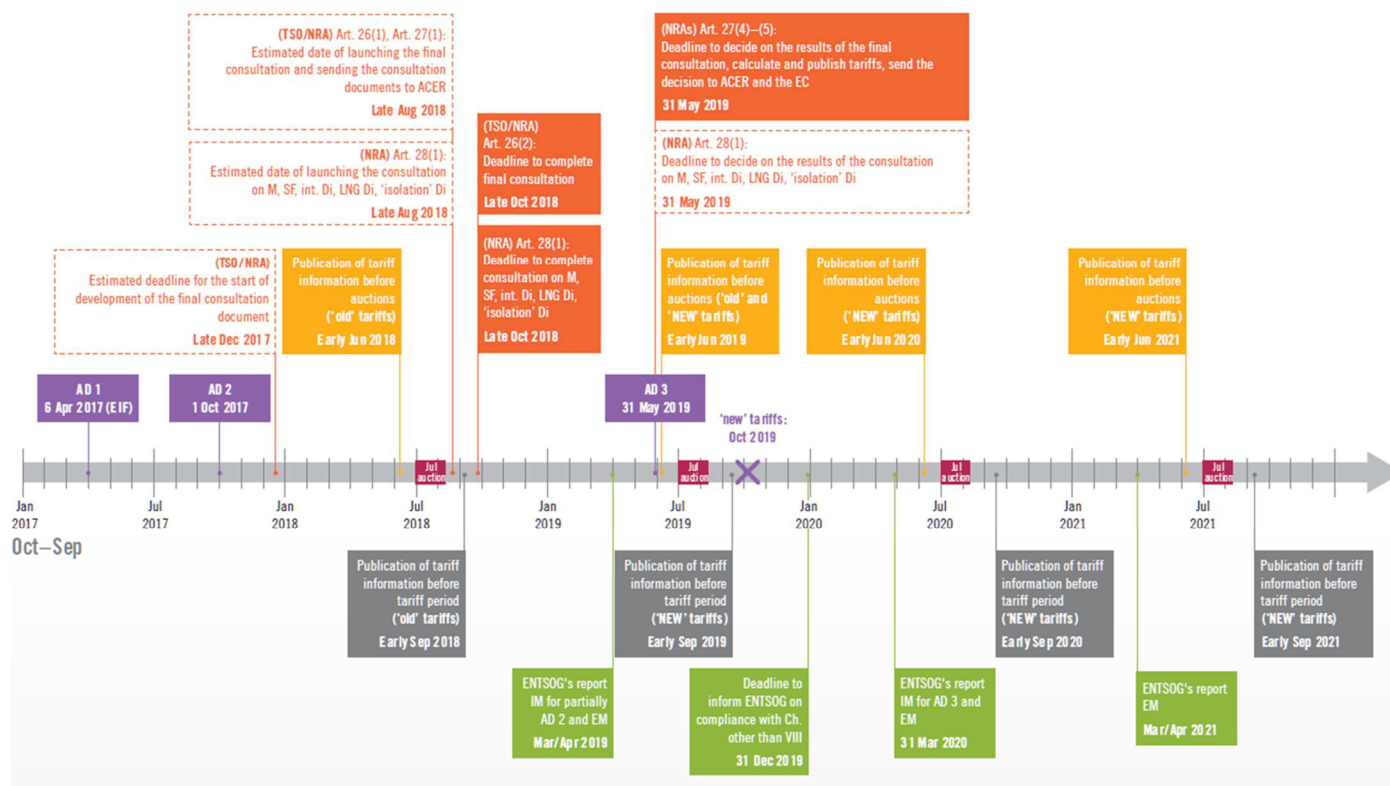 (TSO/NRA) Art. 26(1), Art. 27(1):
Estimated date of launching the final
consultation and sending the consultation
documents to ACER
Late Aug 2018
(NRA) Art. 28(1):
Estimated date of launching the consultation
on M, SF, int. Di, LNG Di, ‘isolation’ Di
Late Aug 2018
(TSO/NRA)
Estimated deadline for the start of
development of the final consultation
document
Late Dec 2017
Publication of tariff
information before
auctions
(‘old’ tariffs)
Early Jun 2018
(TSO/NRA)
Art. 26(2):
Deadline to complete
final consultation
Late Oct 2018
(NRA) Art. 28(1):
Deadline to complete
consultation on M,
SF, int. Di, LNG Di,
‘isolation’ Di
Late Oct 2018
(NRAs) Art. 27(4)–(5):
Deadline to decide on the results of the final
consultation, calculate and publish tariffs, send the
decision to ACER and the EC
31 May 2019
(NRA) Art. 28(1):
Deadline to decide on the results of the consultation
on M, SF, int. Di, LNG Di, ‘isolation’ Di
31 May 2019
Publication of tariff
information before
auctions (‘old’ and
‘NEW’ tariffs)
Early Jun 2019
Publication of tariff
information before
auctions
(‘NEW’ tariffs)
Early Jun 2020
Publication of tariff
information before
auctions
(‘NEW’ tariffs)
Early Jun 2021
AD 1
6 Apr 2017 (EIF)
AD 2
1 Oct 2017
AD 3
31 May 2019
‘new’ tariffs:
Oct 2019
Jul
auction
Jul
auction
Jul
auction
Jul
auction
Jan
2017
Jul
2017
Jan
2018
Jul
2018
Jan
2019
Jul
2019
Jan
2020
Jul
2020
Jan
2021
Jul
2021
Oct–Sep
Publication of tariff
information before
tariff period
(‘old’ tariffs)
Early Sep 2018
Publication of tariff
information before
tariff period
(‘NEW’ tariffs)
Early Sep 2019
Publication of tariff
information before
tariff period
(‘NEW’ tariffs)
Early Sep 2020
Publication of tariff
information before
tariff period
(‘NEW’ tariffs)
Early Sep 2021
ENTSOG's report
IM for partially
AD 2 and EM
Mar/Apr 2019
Deadline to
inform ENTSOG on
compliance with Ch.
other than VIII
31 Dec 2019
ENTSOG's report
IM for AD 3 and
EM
31 Mar 2020
ENTSOG's report
EM
Mar/Apr 2021